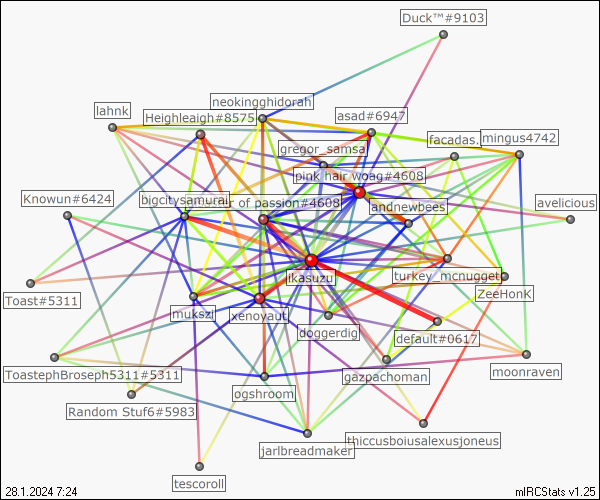 Duck™#9103
neokingghidorah
lahnk
Heighleaigh#8575
asad#6947
gregor_samsa
facadas.
mingus4742
pink hair woag#4608
Knowun#6424
bigcitysamurai
of passion#4608
andnewbees
avelicious
jkasuzu
turkey_mcnugget
Toast#5311
mukszi
xenoyaut
ZeeHonK
doggerdig
default#0617
ToastephBroseph5311#5311
ogshroom
gazpachoman
moonraven
Random Stuf6#5983
jarlbreadmaker
thiccusboiusalexusjoneus
tescoroll
28.1.2024 7:24
mIRCStats v1.25